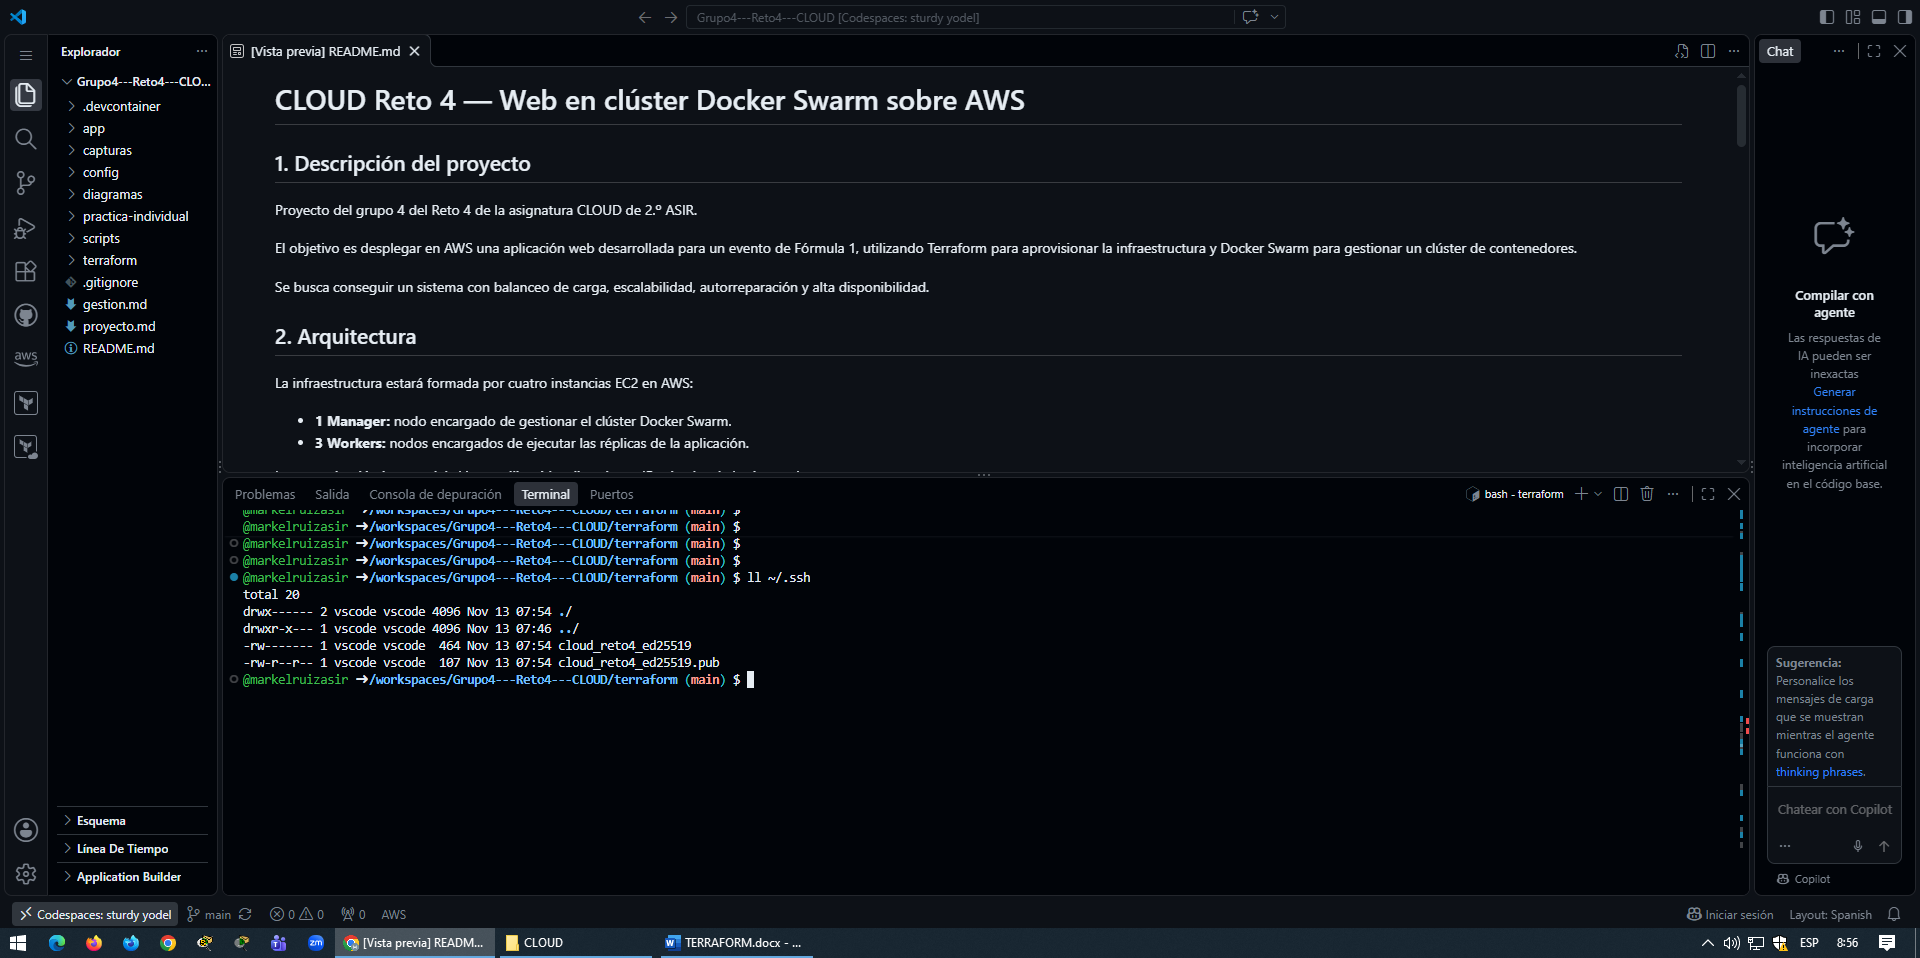 Grupo4---Reto4---CLOUD [Codespaces: sturdy yodel]
Explorador
Grupo4---Reto4---CLO...
.devcontainer
app
capturas
config
diagramas
practica-individual
scripts
terraform
.gitignore
gestion.md
proyecto.md
README.md
aws
Esquema
Línea De Tiempo
Application Builder
[Vista previa] README.md
CLOUD Reto 4 — Web en clúster Docker Swarm sobre AWS
1. Descripción del proyecto
Proyecto del grupo 4 del Reto 4 de la asignatura CLOUD de 2.º ASIR.
El objetivo es desplegar en AWS una aplicación web desarrollada para un evento de Fórmula 1, utilizando Terraform para aprovisionar la infraestructura y Docker Swarm para gestionar un clúster de contenedores.
Se busca conseguir un sistema con balanceo de carga, escalabilidad, autorreparación y alta disponibilidad.
2. Arquitectura
La infraestructura estará formada por cuatro instancias EC2 en AWS:
• 1 Manager: nodo encargado de gestionar el clúster Docker Swarm.
• 3 Workers: nodos encargados de ejecutar las réplicas de la aplicación.
Problemas Salida Consola de depuración Terminal Puertos
bash - terraform
@markelruizasir ➜/workspaces/Grupo4---Reto4---CLOUD/terraform (main) $
@markelruizasir ➜/workspaces/Grupo4---Reto4---CLOUD/terraform (main) $
@markelruizasir ➜/workspaces/Grupo4---Reto4---CLOUD/terraform (main) $
@markelruizasir ➜/workspaces/Grupo4---Reto4---CLOUD/terraform (main) $
@markelruizasir ➜/workspaces/Grupo4---Reto4---CLOUD/terraform (main) $ ll ~/.ssh
total 20
drwx------ 2 vscode vscode 4096 Nov 13 07:54 ./
drwxr-x--- 1 vscode vscode 4096 Nov 13 07:46 ../
-rw------- 1 vscode vscode  464 Nov 13 07:54 cloud_reto4_ed25519
-rw-r--r-- 1 vscode vscode  107 Nov 13 07:54 cloud_reto4_ed25519.pub
@markelruizasir ➜/workspaces/Grupo4---Reto4---CLOUD/terraform (main) $
Chat
Compilar con
agente
Las respuestas de
IA pueden ser
inexactas
Generar
instrucciones de
agente para
incorporar
inteligencia artificial
en el código base.
Sugerencia:
Personalice los
mensajes de carga
que se muestran
mientras el agente
funciona con
thinking phrases.
Chatear con Copilot
Copilot
Codespaces: sturdy yodel main 0 0 0 AWS
Iniciar sesión Layout: Spanish
zm
[Vista previa] READM...
CLOUD
TERRAFORM.docx - ...
ESP
8:56